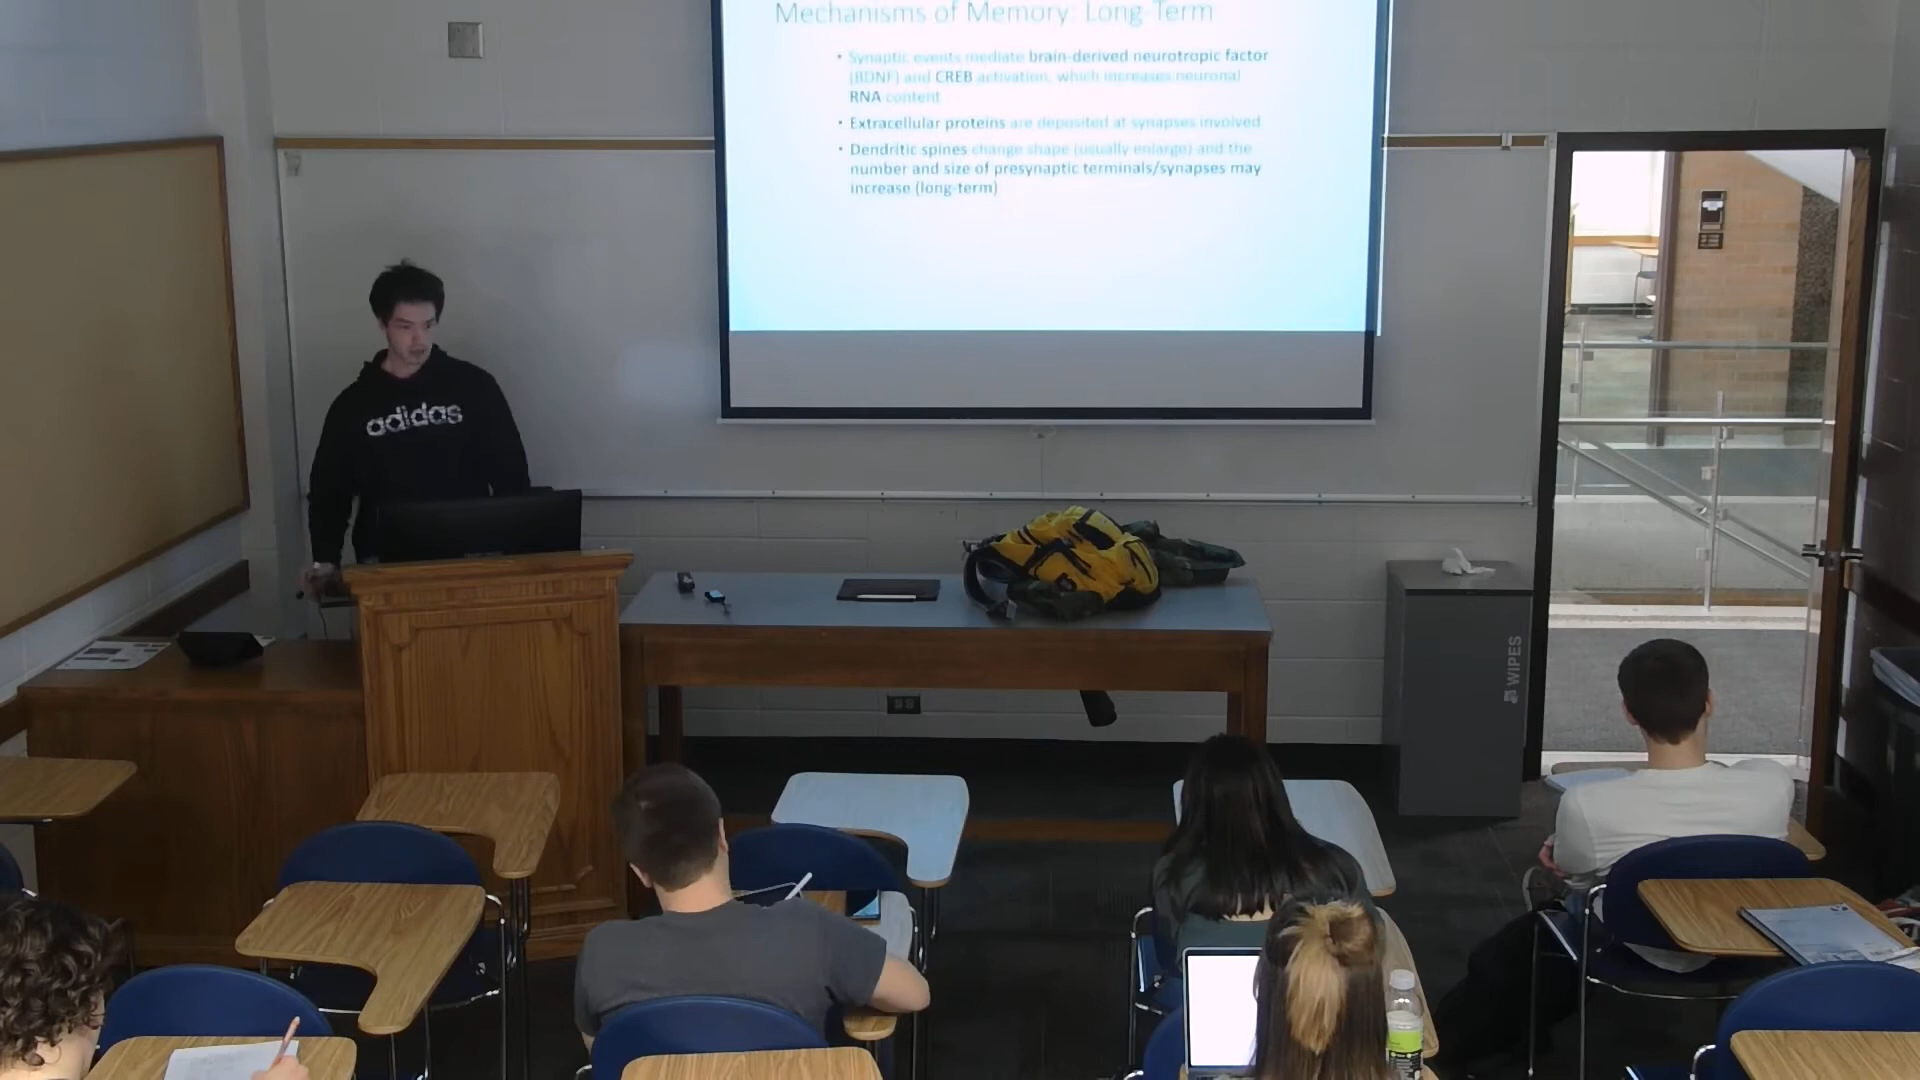 Mechanisms of Memory: Long-Term
• Synaptic events mediate brain-derived neurotropic factor
(BDNF) and CREB activation, which increases neuronal
RNA content
• Extracellular proteins are deposited at synapses involved.
• Dendritic spines change shape (usually enlarge) and the
number and size of presynaptic terminals/synapses may
increase (long-term)
adidas
WIPES